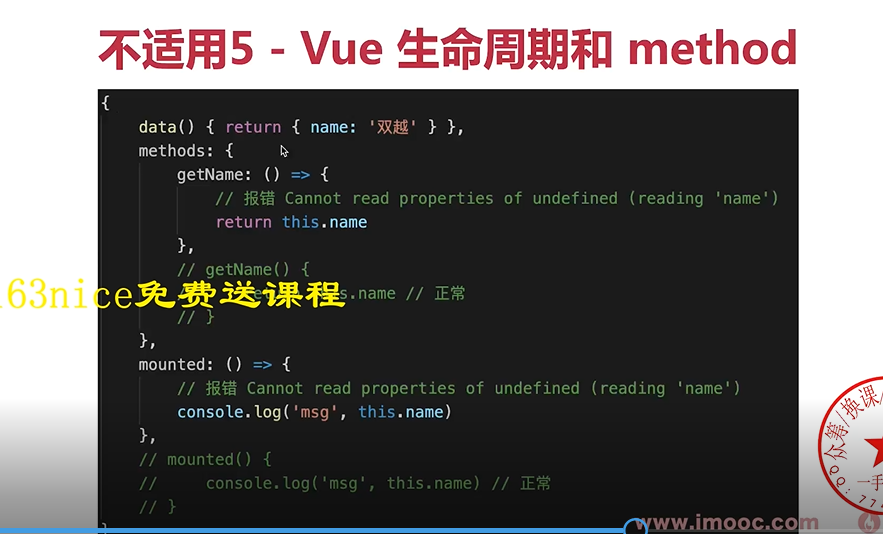 不适用5 - Vue 生命周期和 method
{
data() { return { name: '双越' } },
methods: {
getName: () => {
// 报错 Cannot read properties of undefined (reading 'name')
return this.name
},
// getName() {
63nice免费送课程
.name // 正常
// }
},
mounted: () => {
// 报错 Cannot read properties of undefined (reading 'name')
console.log('msg', this.name)
},
// mounted() {
// console.log('msg', this.name) // 正常
// }
}
众筹/换课/
一手
www.imooc.com